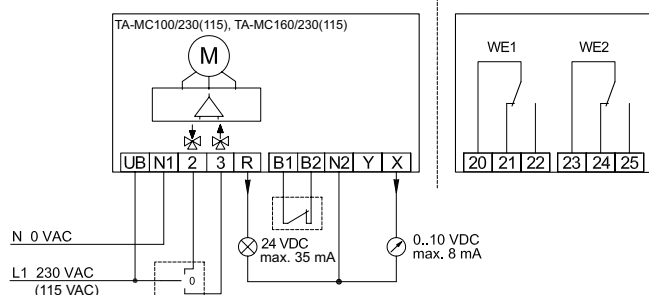 TA-MC100/230(115), TA-MC160/230(115)
M
WE1 WE2
UB N1 2 3 R B1 B2 N2 Y X
20 21 22 23 24 25
N 0 VAC
24 VDC
max. 35 mA
0..10 VDC
max. 8 mA
L1 230 VAC
(115 VAC)
0